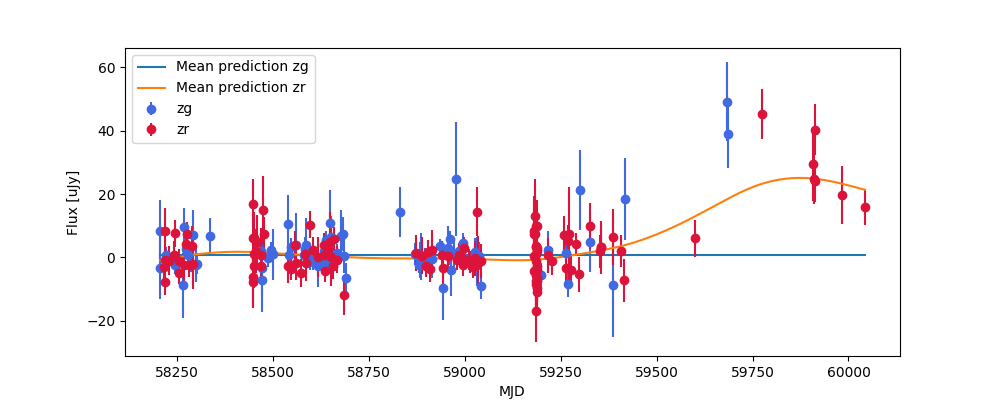 Mean prediction zg
Mean prediction zr
zg
zr
Flux [uJy]
60
40
20
0
−20
58250
58500
58750
59000
59250
59500
59750
60000
MJD